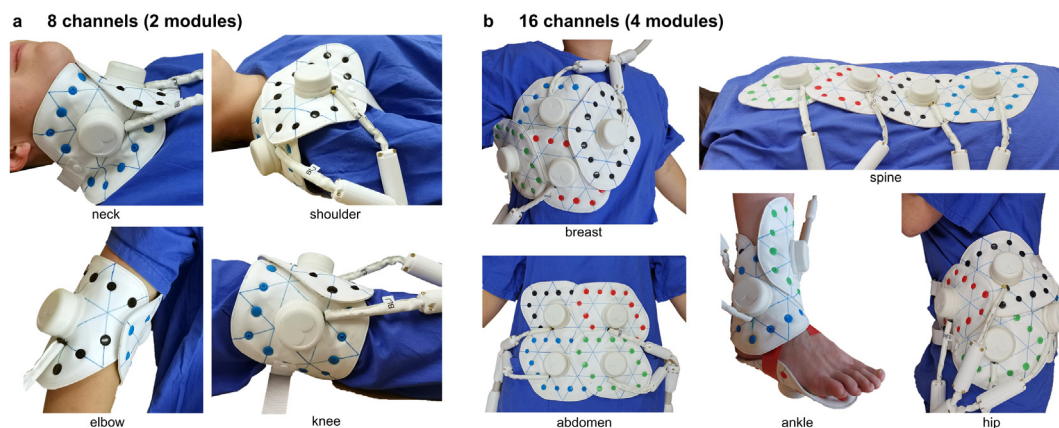 a 8 channels (2 modules)
b 16 channels (4 modules)
neck
shoulder
elbow
knee
breast
spine
abdomen
ankle
hip